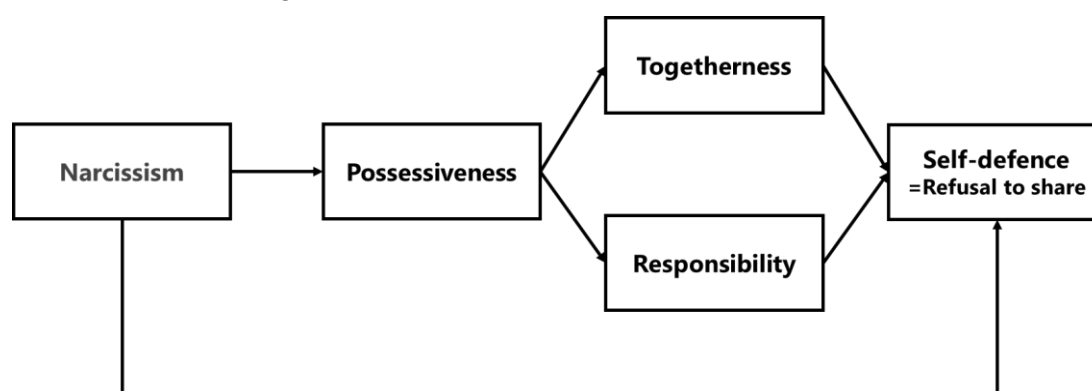 Togetherness
Narcissism
Possessiveness
Self-defence
=Refusal to share
Responsibility